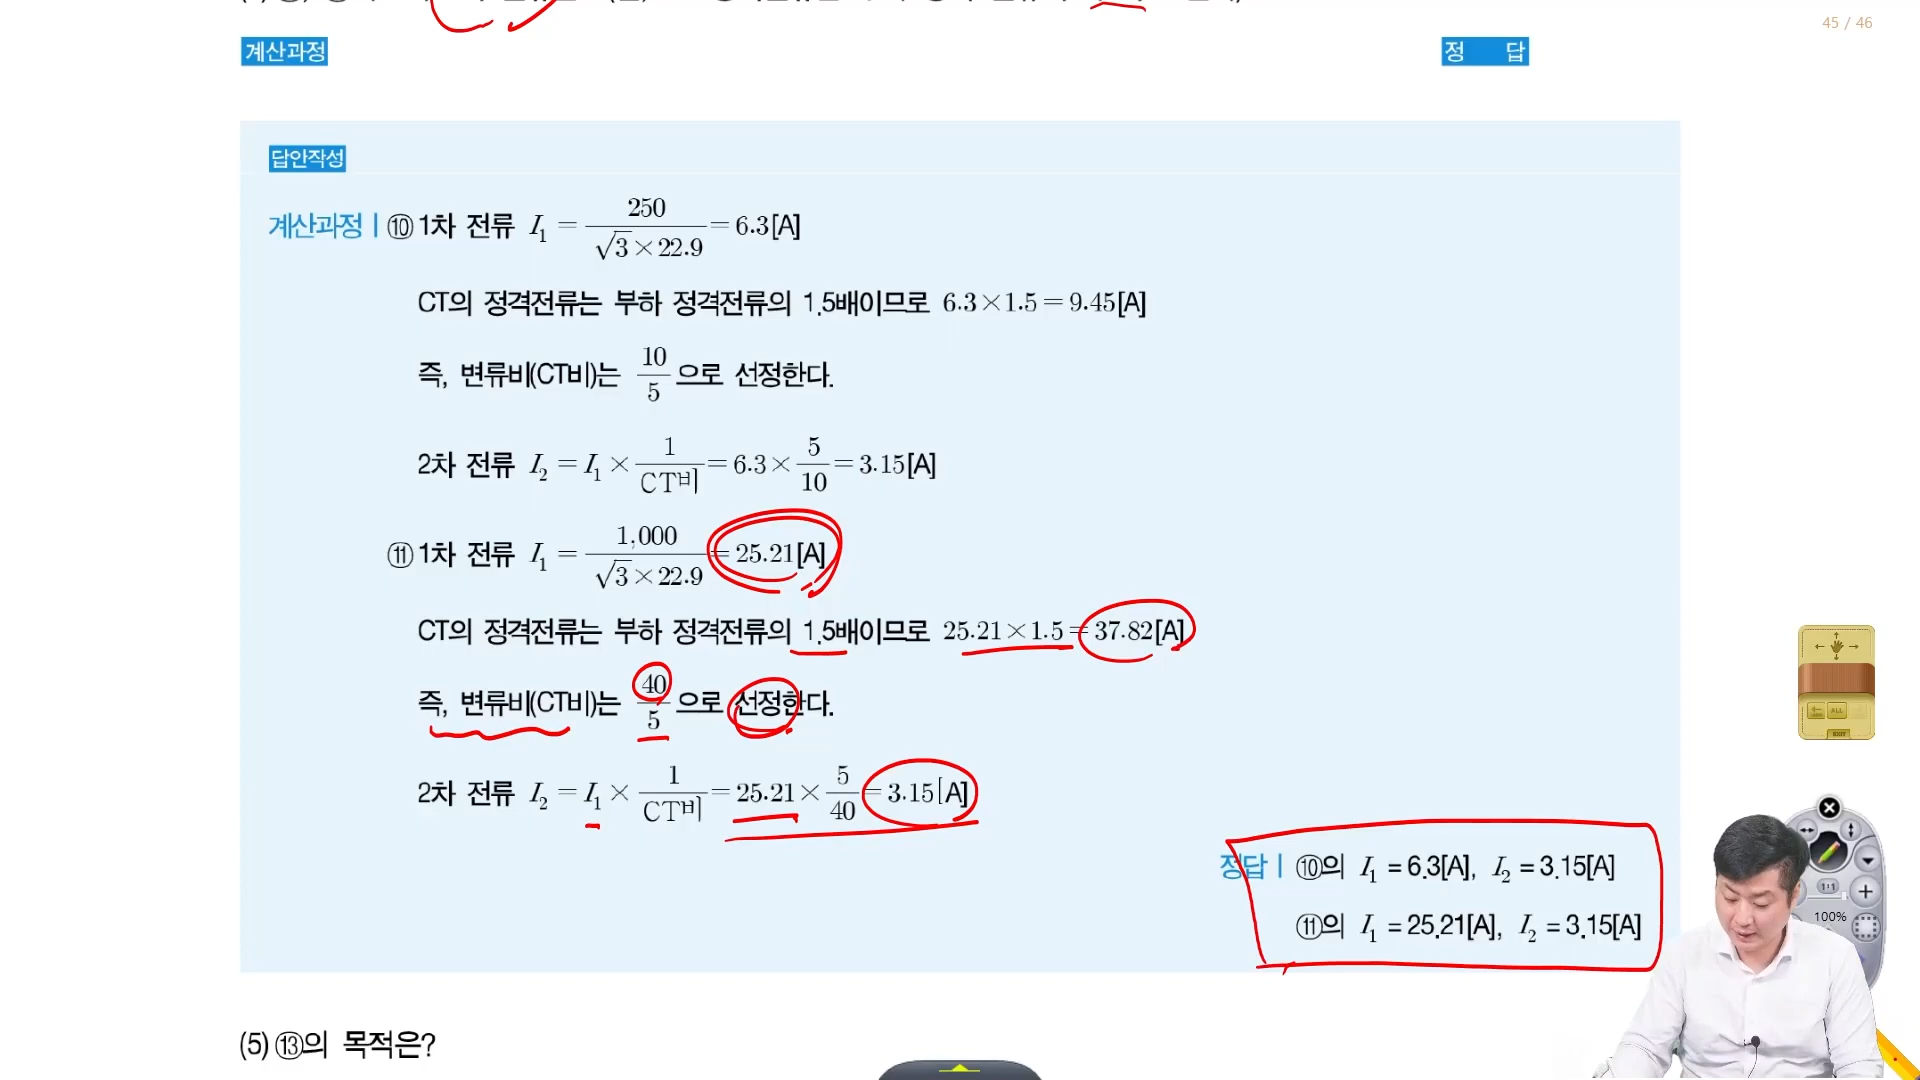 45 / 46
계산과정
정 답
답안작성
계산과정 | ⑩ 1차 전류 I₁ = 250 / (√3 × 22.9) = 6.3[A]
CT의 정격전류는 부하 정격전류의 1.5배이므로 6.3×1.5 = 9.45[A]
즉, 변류비(CT비)는 10/5 으로 선정한다.
2차 전류 I₂ = I₁ × 1/CT비 = 6.3 × 5/10 = 3.15[A]
⑪ 1차 전류 I₁ = 1,000 / (√3 × 22.9) = 25.21[A]
CT의 정격전류는 부하 정격전류의 1.5배이므로 25.21×1.5 = 37.82[A]
즉, 변류비(CT비)는 40/5 으로 선정한다.
2차 전류 I₂ = I₁ × 1/CT비 = 25.21 × 5/40 = 3.15[A]
정답 | ⑩의 I₁ = 6.3[A], I₂ = 3.15[A]
⑪의 I₁ = 25.21[A], I₂ = 3.15[A]
(5) ⑬의 목적은?
ALL
1:1
100%